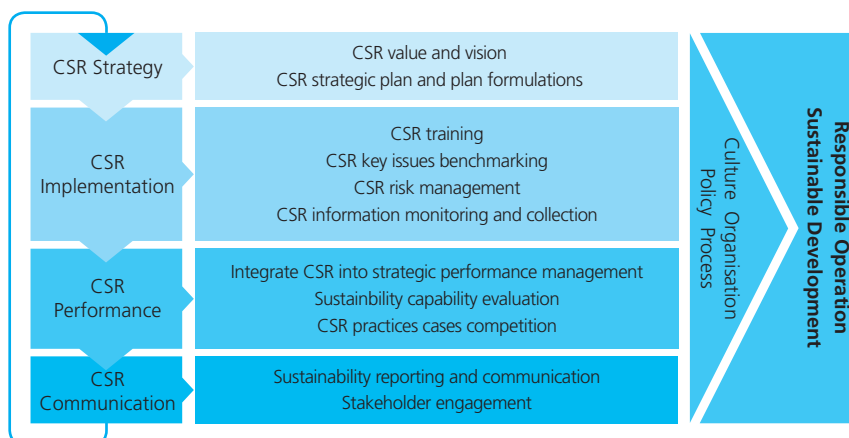 CSR Strategy
CSR value and vision
CSR strategic plan and plan formulations
CSR
Implementation
CSR training
CSR key issues benchmarking
CSR risk management
CSR information monitoring and collection
CSR
Performance
Integrate CSR into strategic performance management
Sustainbility capability evaluation
CSR practices cases competition
CSR
Communication
Sustainability reporting and communication
Stakeholder engagement
Culture Organisation
Policy Process
Responsible Operation
Sustainable Development